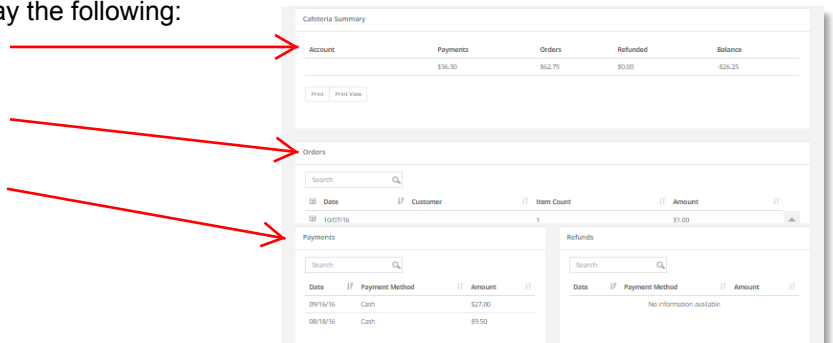 ay the following:
Cafeteria Summary
Account Payments Orders Refunded Balance
$36.50 $62.75 $0.00 -$26.25
Print Print View
Orders
Search
Date Customer Item Count Amount
10/07/16 1 $1.00
Payments Refunds
Search Search
Date Payment Method Amount Date Payment Method Amount
09/16/16 Cash $27.00 No information available
08/18/16 Cash $9.50